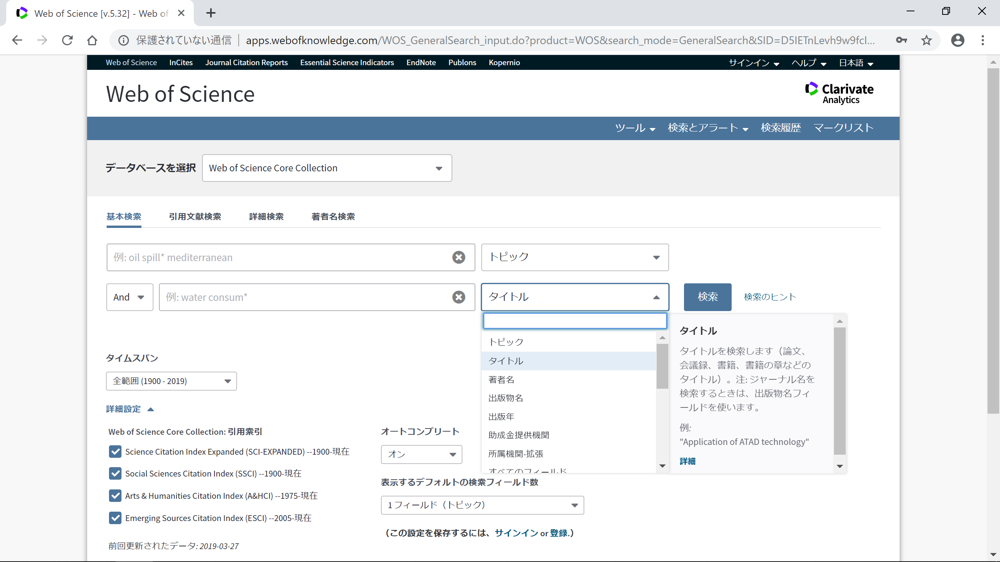 Web of Science [v.5.32] - Web of
保護されていない通信 apps.webofknowledge.com/WOS_GeneralSearch_input.do?product=WOS&search_mode=GeneralSearch&SID=D5IETnLevh9w9fcI...
Web of Science InCites Journal Citation Reports Essential Science Indicators EndNote Publons Kopernio サインイン ヘルプ 日本語
Web of Science
Clarivate
Analytics
ツール 検索とアラート 検索履歴 マークリスト
データベースを選択 Web of Science Core Collection
基本検索 引用文献検索 詳細検索 著者名検索
例: oil spill* mediterranean トピック
And 例: water consum* タイトル 検索 検索のヒント
トピック
タイトル
著者名
出版物名
出版年
助成金提供機関
所属機関-拡張
すべてのフィールド
タイトル
タイトルを検索します（論文、
会議録、書籍、書籍の章などの
タイトル）。注: ジャーナル名を
検索するときは、出版物名フィ
ールドを使います。
例:
"Application of ATAD technology"
詳細
タイムスパン
全範囲 (1900 - 2019)
詳細設定
Web of Science Core Collection: 引用索引
Science Citation Index Expanded (SCI-EXPANDED) --1900-現在
Social Sciences Citation Index (SSCI) --1900-現在
Arts & Humanities Citation Index (A&HCI) --1975-現在
Emerging Sources Citation Index (ESCI) --2005-現在
前回更新されたデータ: 2019-03-27
オートコンプリート
オン
表示するデフォルトの検索フィールド数
1 フィールド（トピック）
（この設定を保存するには、サインイン or 登録.）